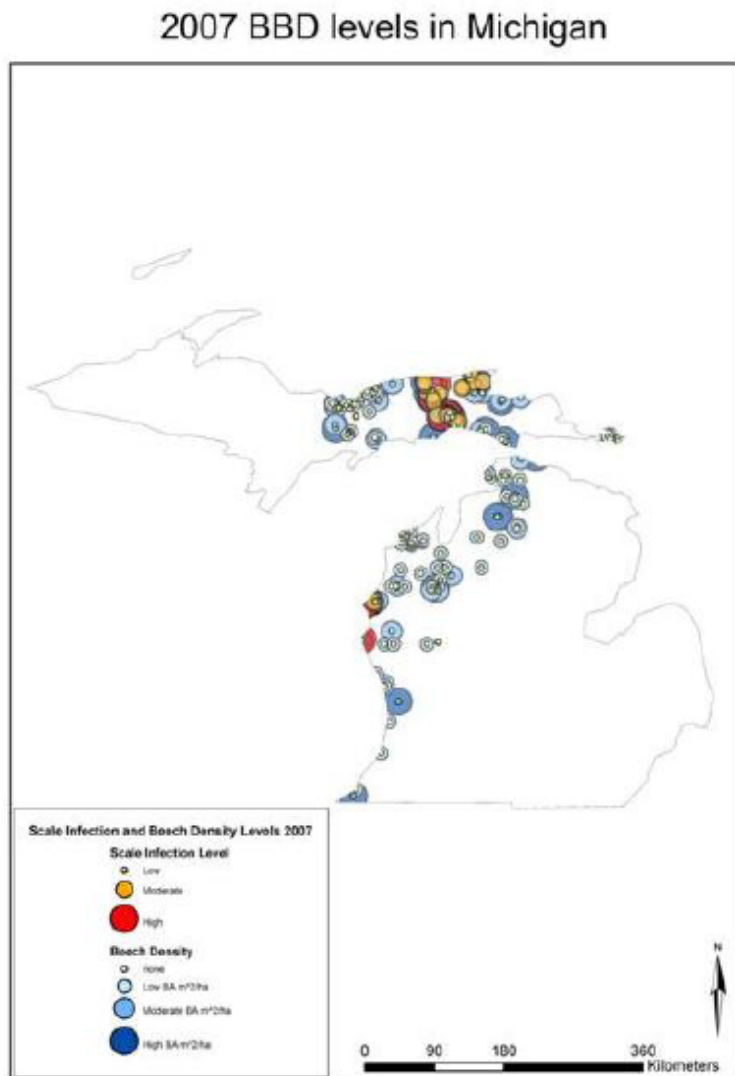 2007 BBD levels in Michigan
Scale Infection and Beech Density Levels 2007
Scale Infection Level
Low
Moderate
High
Beech Density
none
Low BA m^2/ha
Moderate BA m^2/ha
High BA m^2/ha
N
0 90 180 360
Kilometers